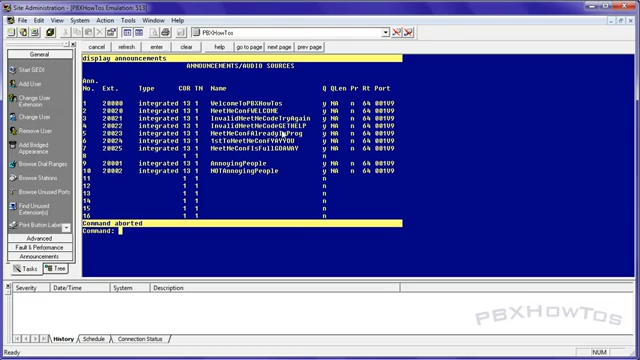 Site Administration - [PBXHowTos Emulation: 513]
File Edit View System Action Tools Window Help
PBXHowTos
cancel refresh enter clear help go to page next page prev page
General
Start GEDI
Add User
Change User Extension
Change User
Remove User
Add Bridged Appearance
Browse Dial Ranges
Browse Stations
Browse Unused Ports
Find Unused Extension(s)
Print Button Label
Advanced
Fault & Performance
Announcements
Tasks Tree
display announcements
ANNOUNCEMENTS/AUDIO SOURCES
Ann.
No. Ext. Type COR TN Name Q QLen Pr Rt Port
1 20000 integrated 13 1 WelcomeToPBXHowTos y NA n 64 001V9
2 20020 integrated 13 1 MeetMeConfWELCOME y NA n 64 001V9
3 20021 integrated 13 1 InvalidMeetMeCodeTryAgain y NA n 64 001V9
4 20022 integrated 13 1 InvalidMeetMeCodeGETHELP y NA n 64 001V9
5 20023 integrated 13 1 MeetMeConfAlreadyInProg y NA n 64 001V9
6 20024 integrated 13 1 1stToMeetMeConfYAYYOU y NA n 64 001V9
7 20025 integrated 13 1 MeetMeConfIsFullGOAWAY y NA n 64 001V9
8 1 1 n
9 20001 integrated 13 1 AnnoyingPeople y NA n 64 001V9
10 20002 integrated 13 1 NOTAnnoyingPeople y NA n 64 001V9
11 1 1 n
12 1 1 n
13 1 1 n
14 1 1 n
15 1 1 n
16 1 1 n
Command aborted
Command:
Severity Date/Time System Description
PBXHowTos
History Schedule Connection Status
Ready NUM